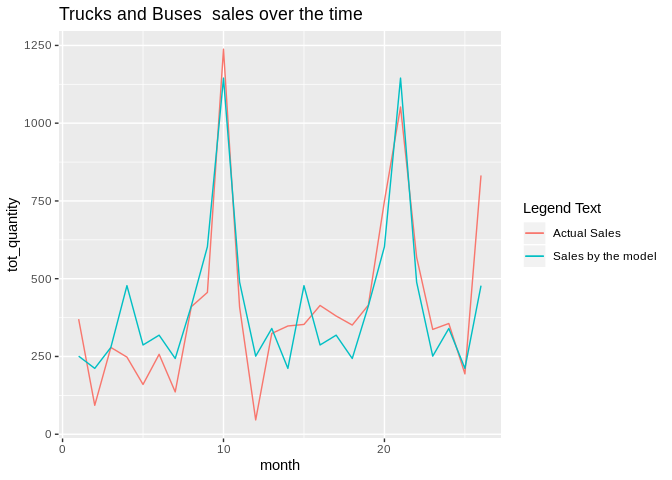 Trucks and Buses  sales over the time
1250
1000
750
500
250
0
0 10 20
month
tot_quantity
Legend Text
Actual Sales
Sales by the model